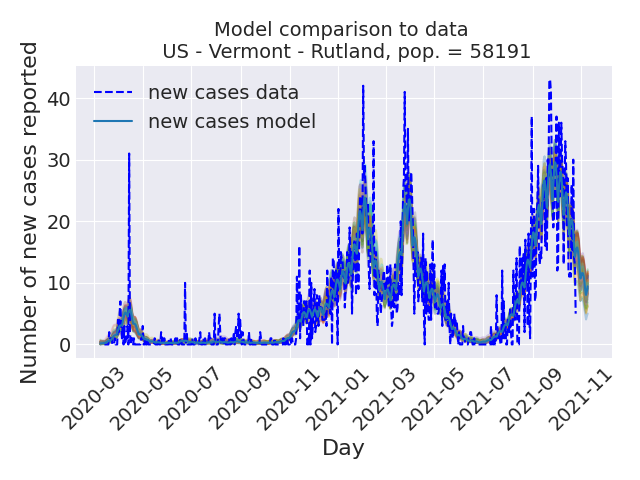 Model comparison to data
US - Vermont - Rutland, pop. = 58191
Number of new cases reported
40
30
20
10
0
new cases data
new cases model
2020-03
2020-05
2020-07
2020-09
2020-11
2021-01
2021-03
2021-05
2021-07
2021-09
2021-11
Day